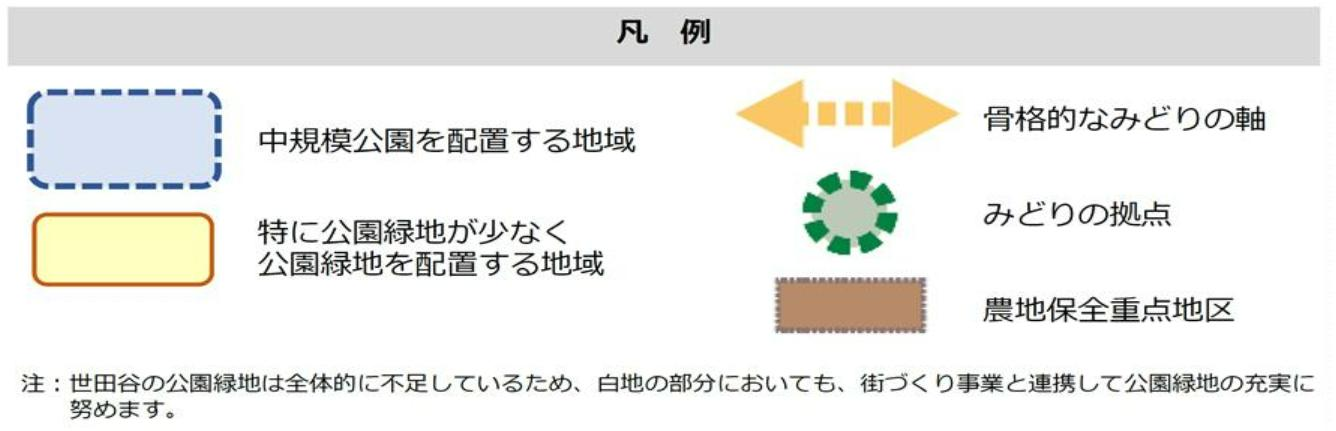 凡　例
中規模公園を配置する地域
特に公園緑地が少なく
公園緑地を配置する地域
骨格的なみどりの軸
みどりの拠点
農地保全重点地区
注：世田谷の公園緑地は全体的に不足しているため、白地の部分においても、街づくり事業と連携して公園緑地の充実に
努めます。